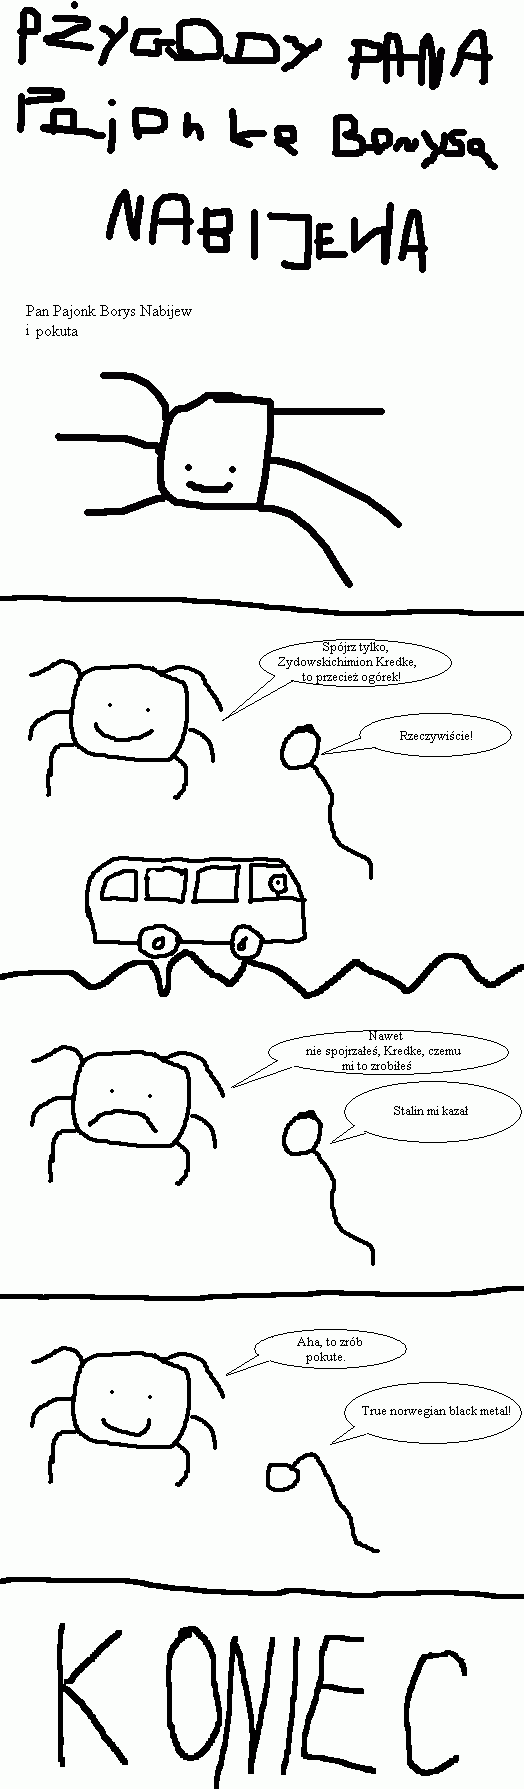 PŻYGODY PANA
PAjOnkA BORYSA
NABIJEWA
Pan Pajonk Borys Nabijew
i pokuta
Spójrz tylko,
Zydowskichimion Kredke,
to przecież ogórek!
Rzeczywiście!
Nawet
nie spojrzałeś, Kredke, czemu
mi to zrobiłeś
Stalin mi kazał
Aha, to zrób
pokute.
True norwegian black metal!
KONIEC